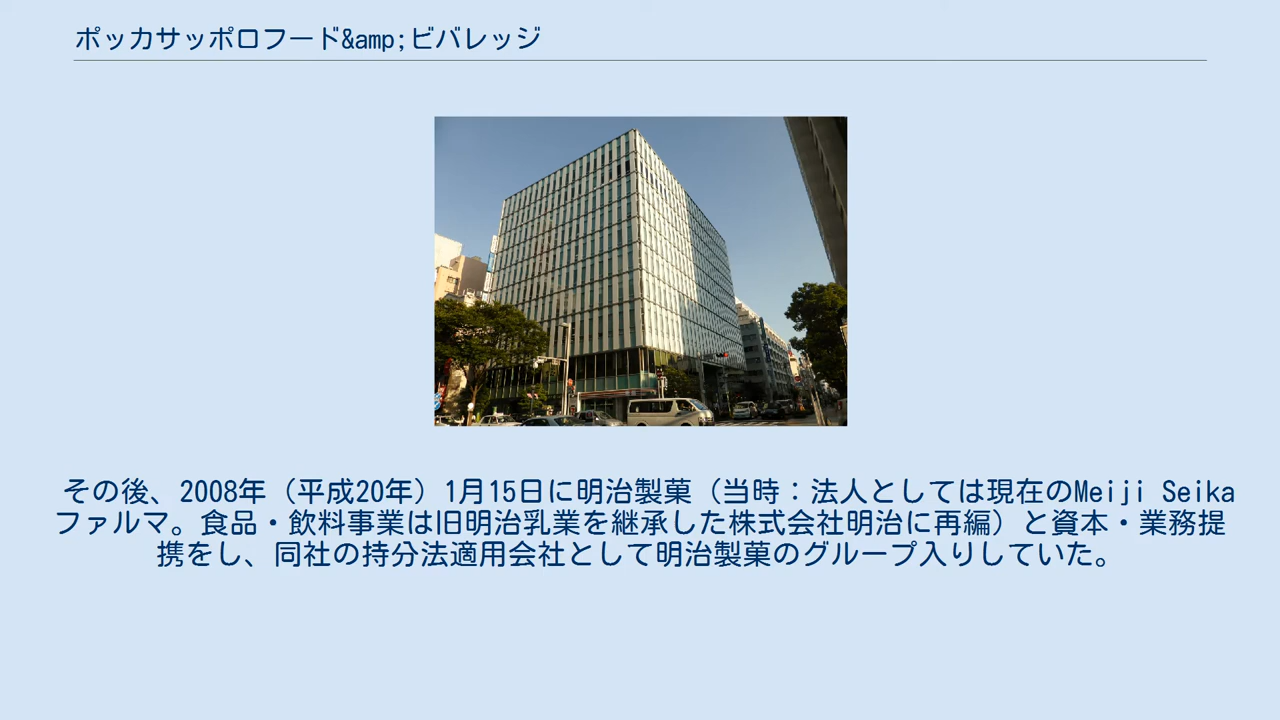 ポッカサッポロフード&amp;ビバレッジ
その後、2008年（平成20年）1月15日に明治製菓（当時：法人としては現在のMeiji Seika
ファルマ。食品・飲料事業は旧明治乳業を継承した株式会社明治に再編）と資本・業務提
携をし、同社の持分法適用会社として明治製菓のグループ入りしていた。